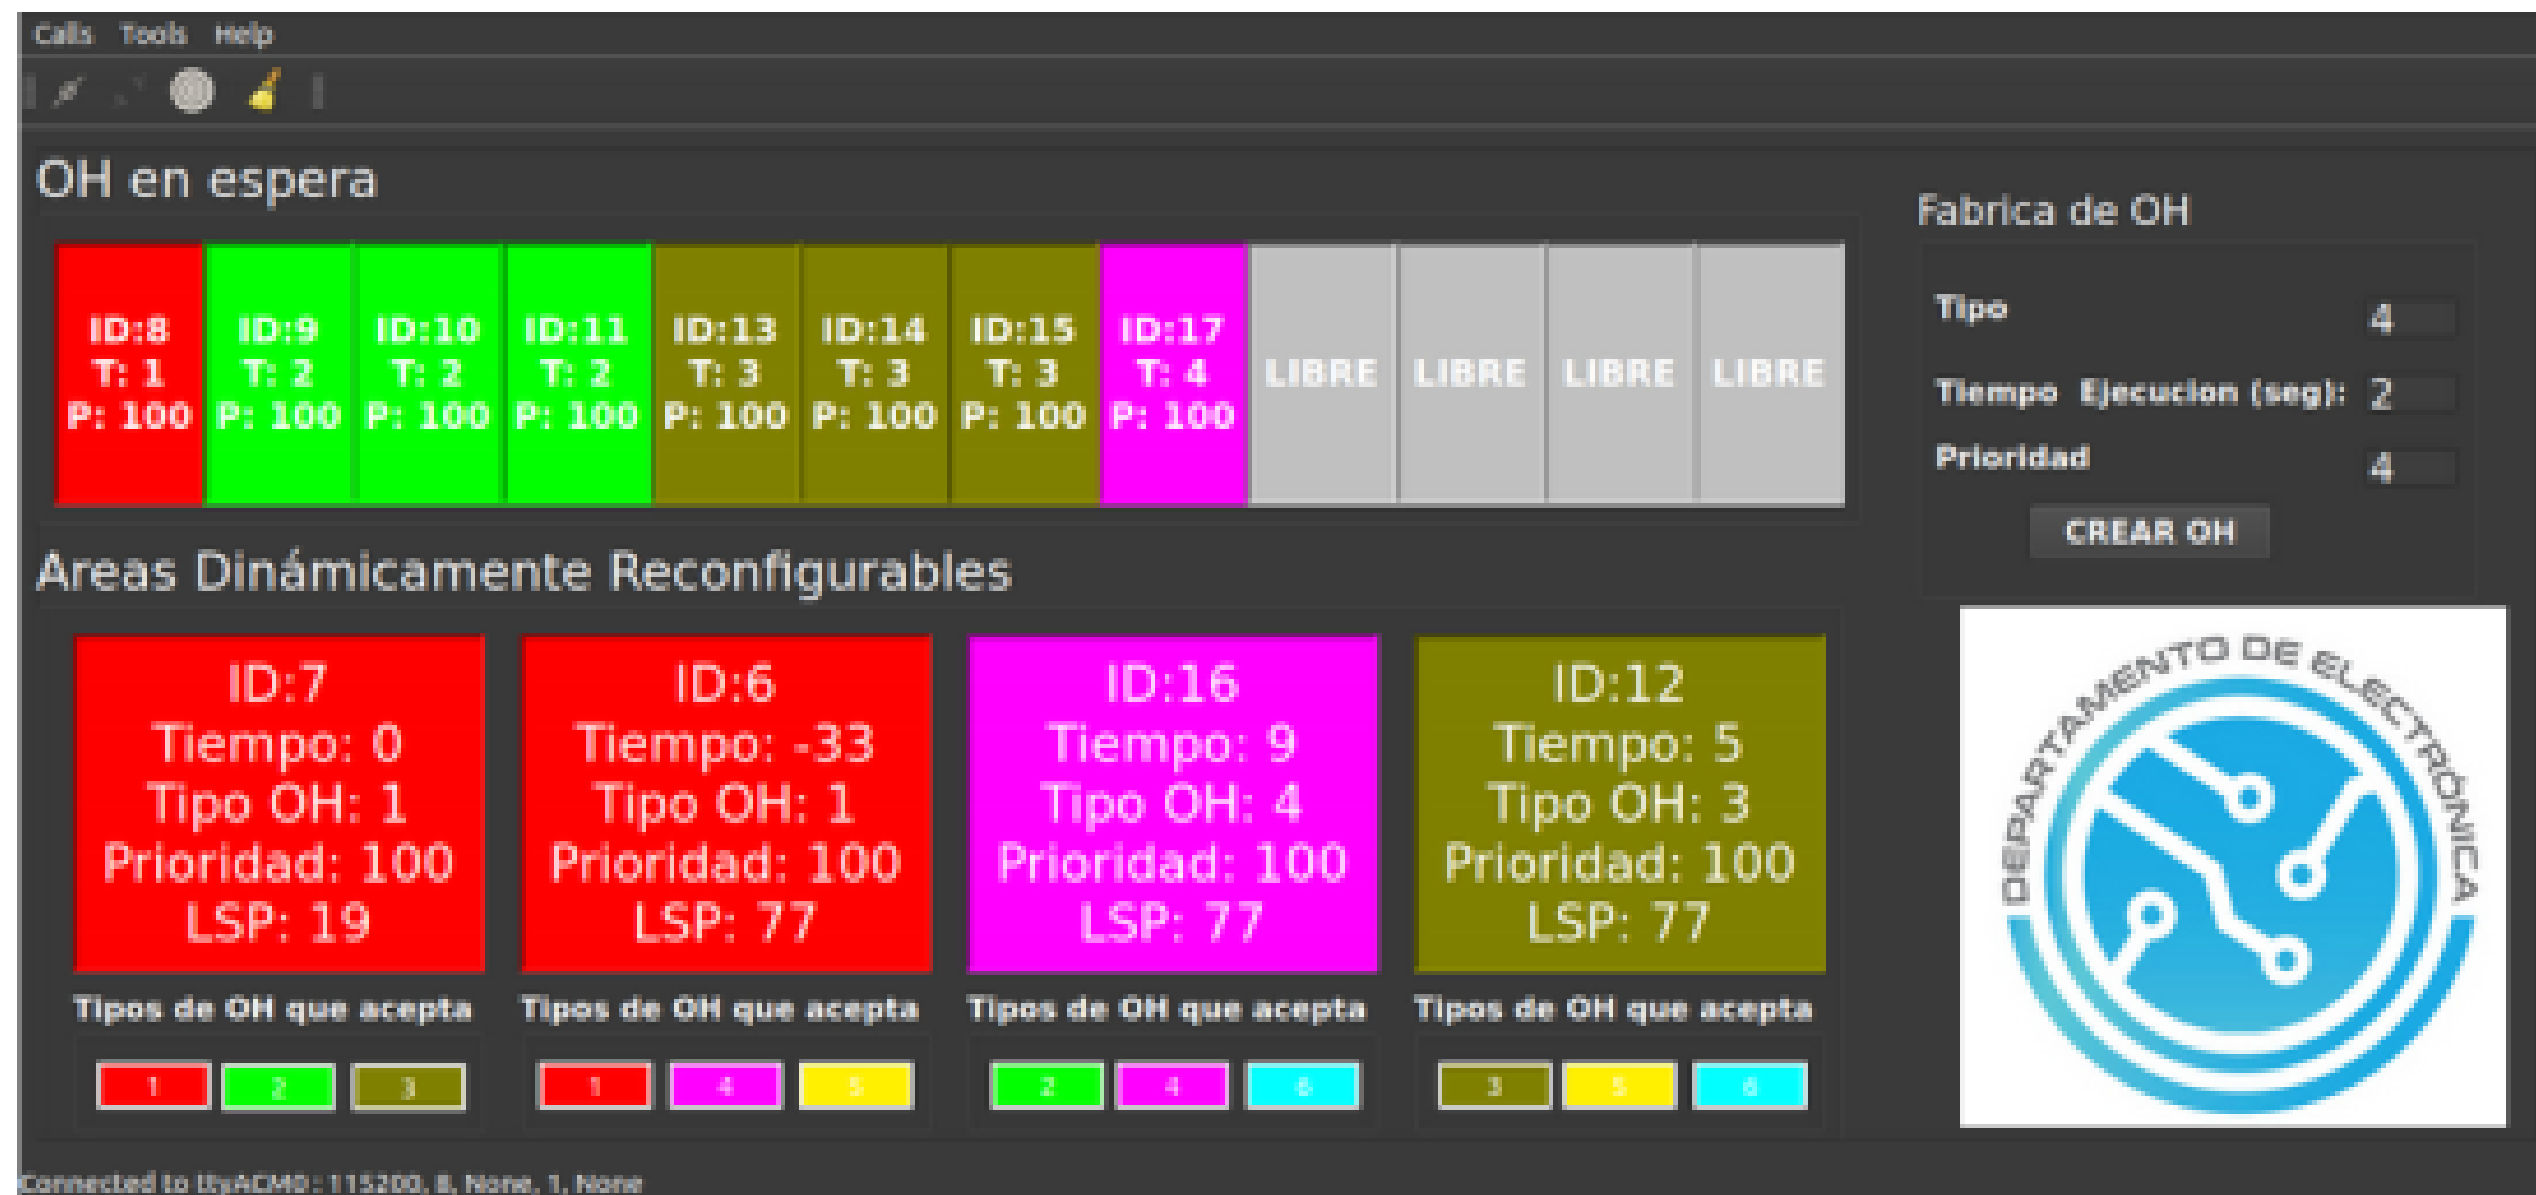 Calls Tools Help
OH en espera
ID:8 T: 1 P: 100
ID:9 T: 2 P: 100
ID:10 T: 2 P: 100
ID:11 T: 2 P: 100
ID:13 T: 3 P: 100
ID:14 T: 3 P: 100
ID:15 T: 3 P: 100
ID:17 T: 4 P: 100
LIBRE
LIBRE
LIBRE
LIBRE
Fabrica de OH
Tipo 4
Tiempo Ejecucion (seg): 2
Prioridad 4
CREAR OH
Areas Dinámicamente Reconfigurables
ID:7
Tiempo: 0
Tipo OH: 1
Prioridad: 100
LSP: 19
Tipos de OH que acepta
1 2 3
ID:6
Tiempo: -33
Tipo OH: 1
Prioridad: 100
LSP: 77
Tipos de OH que acepta
1 4 5
ID:16
Tiempo: 9
Tipo OH: 4
Prioridad: 100
LSP: 77
Tipos de OH que acepta
2 4 6
ID:12
Tiempo: 5
Tipo OH: 3
Prioridad: 100
LSP: 77
Tipos de OH que acepta
3 5 6
DEPARTAMENTO DE ELECTRÓNICA
Connected to ttyACM0 : 115200, 8, None, 1, None